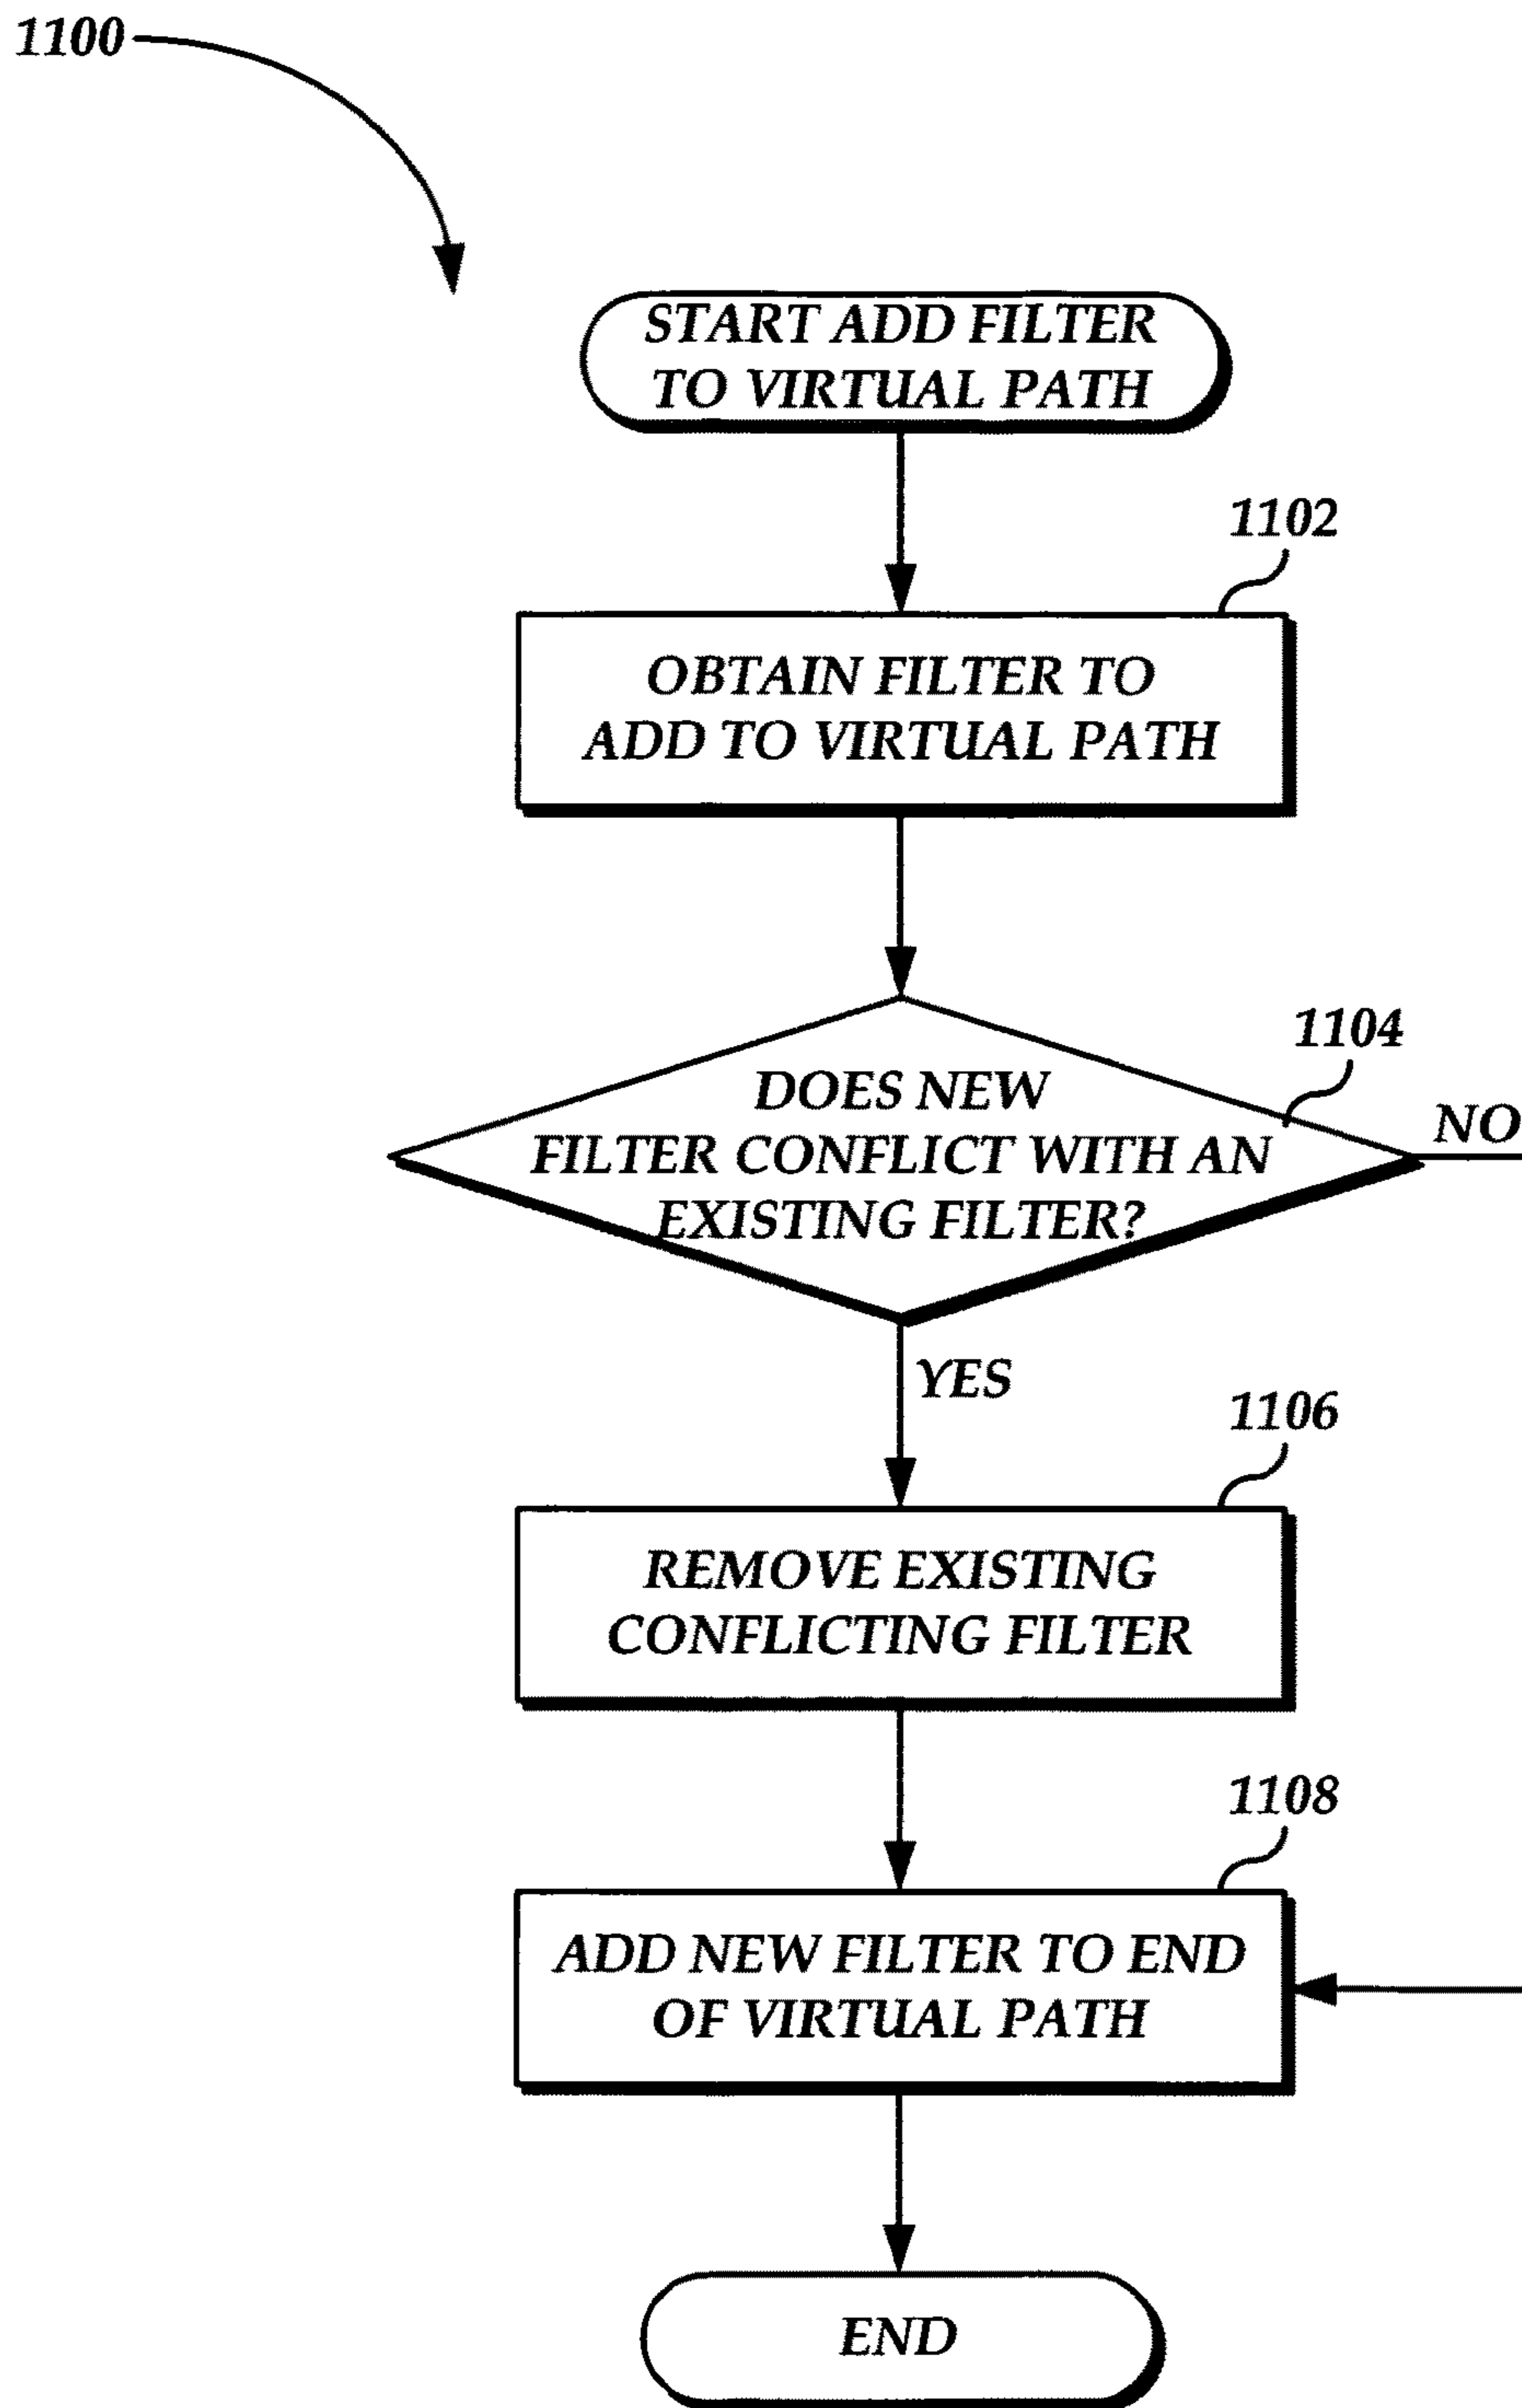 1100
START ADD FILTER
TO VIRTUAL PATH
1102
OBTAIN FILTER TO
ADD TO VIRTUAL PATH
1104
DOES NEW
FILTER CONFLICT WITH AN
EXISTING FILTER?
NO
YES
1106
REMOVE EXISTING
CONFLICTING FILTER
1108
ADD NEW FILTER TO END
OF VIRTUAL PATH
END